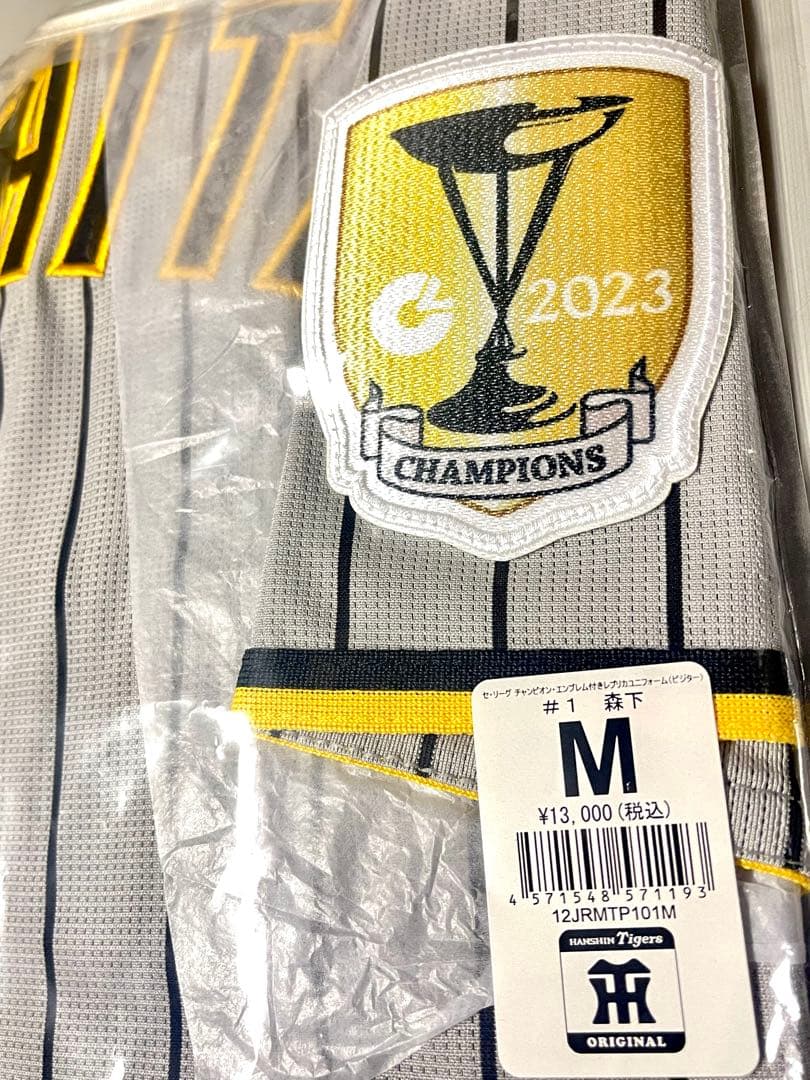 2023
CHAMPIONS
セ・リーグ チャンピオン・エンブレム付きレプリカユニフォーム(ビジター)
#1 森下
M
¥13,000(税込)
4 571548 571193
12JRMTP101M
HANSHIN Tigers
ORIGINAL